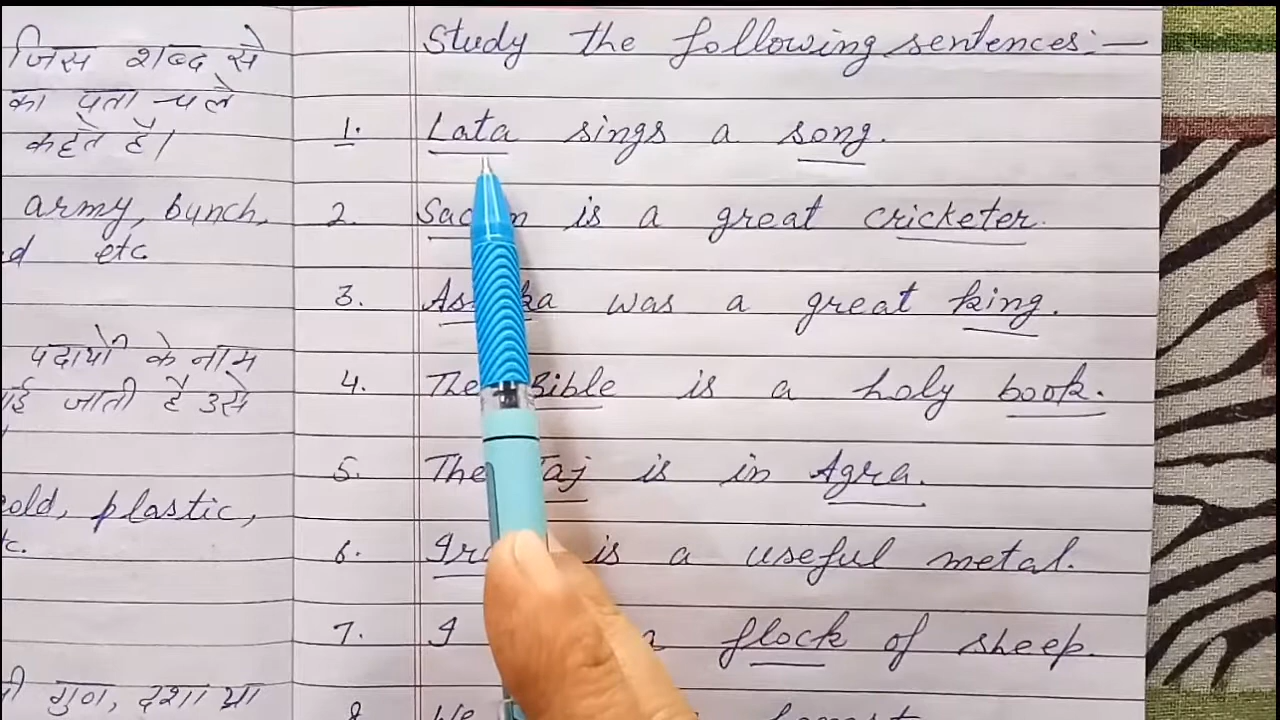 जिस शब्द से
का पता चले
कहते है।
army, bunch,
etc
पदार्थो के नाम
जाती है उसे
plastic,
गुण, दशा या
Study the following sentences:—
1. Lata sings a song.
2. is a great cricketer.
3. was a great king.
4. The Bible is a holy book.
5. The Taj is in Agra.
6. is a useful metal.
7. I flock of sheep.
8. We